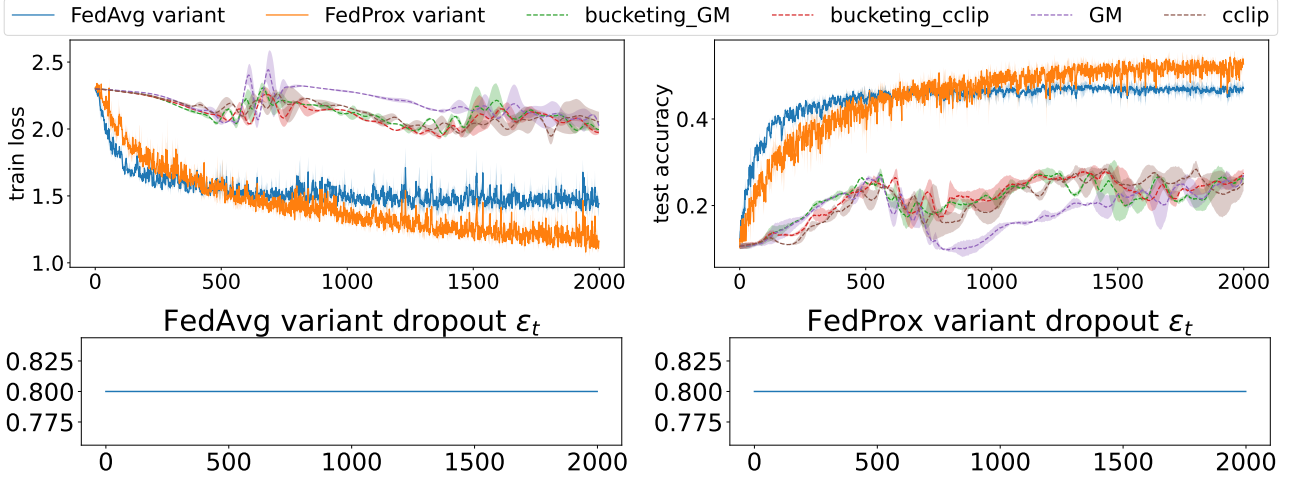 FedAvg variant FedProx variant bucketing_GM bucketing_cclip GM cclip
train loss
2.5
2.0
1.5
1.0
0 500 1000 1500 2000
test accuracy
0.4
0.2
0 500 1000 1500 2000
FedAvg variant dropout εt
0.825
0.800
0.775
0 500 1000 1500 2000
FedProx variant dropout εt
0.825
0.800
0.775
0 500 1000 1500 2000